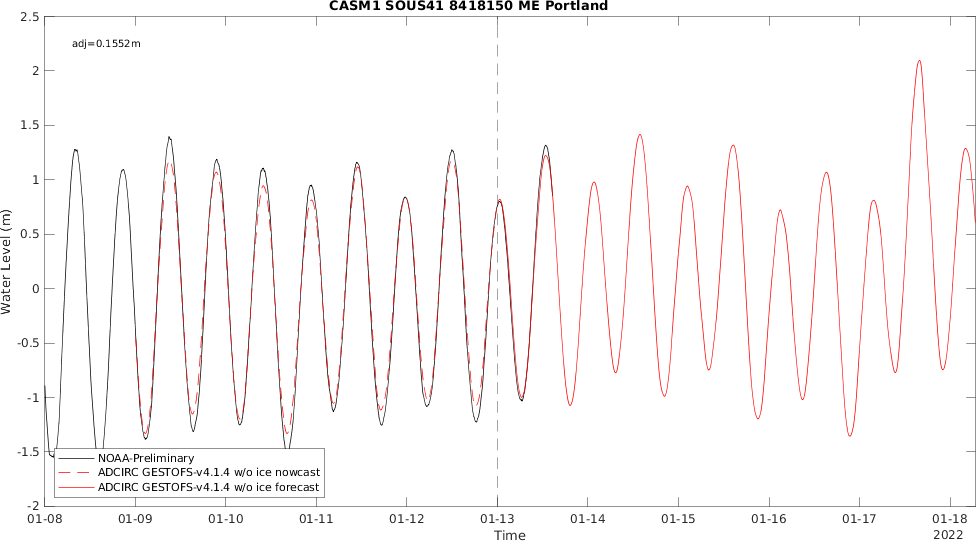 CASM1 SOUS41 8418150 ME Portland
adj=0.1552m
2.5
2
1.5
1
0.5
0
-0.5
-1
-1.5
-2
Water Level (m)
NOAA-Preliminary
ADCIRC GESTOFS-v4.1.4 w/o ice nowcast
ADCIRC GESTOFS-v4.1.4 w/o ice forecast
01-08 01-09 01-10 01-11 01-12 01-13 01-14 01-15 01-16 01-17 01-18
Time
2022